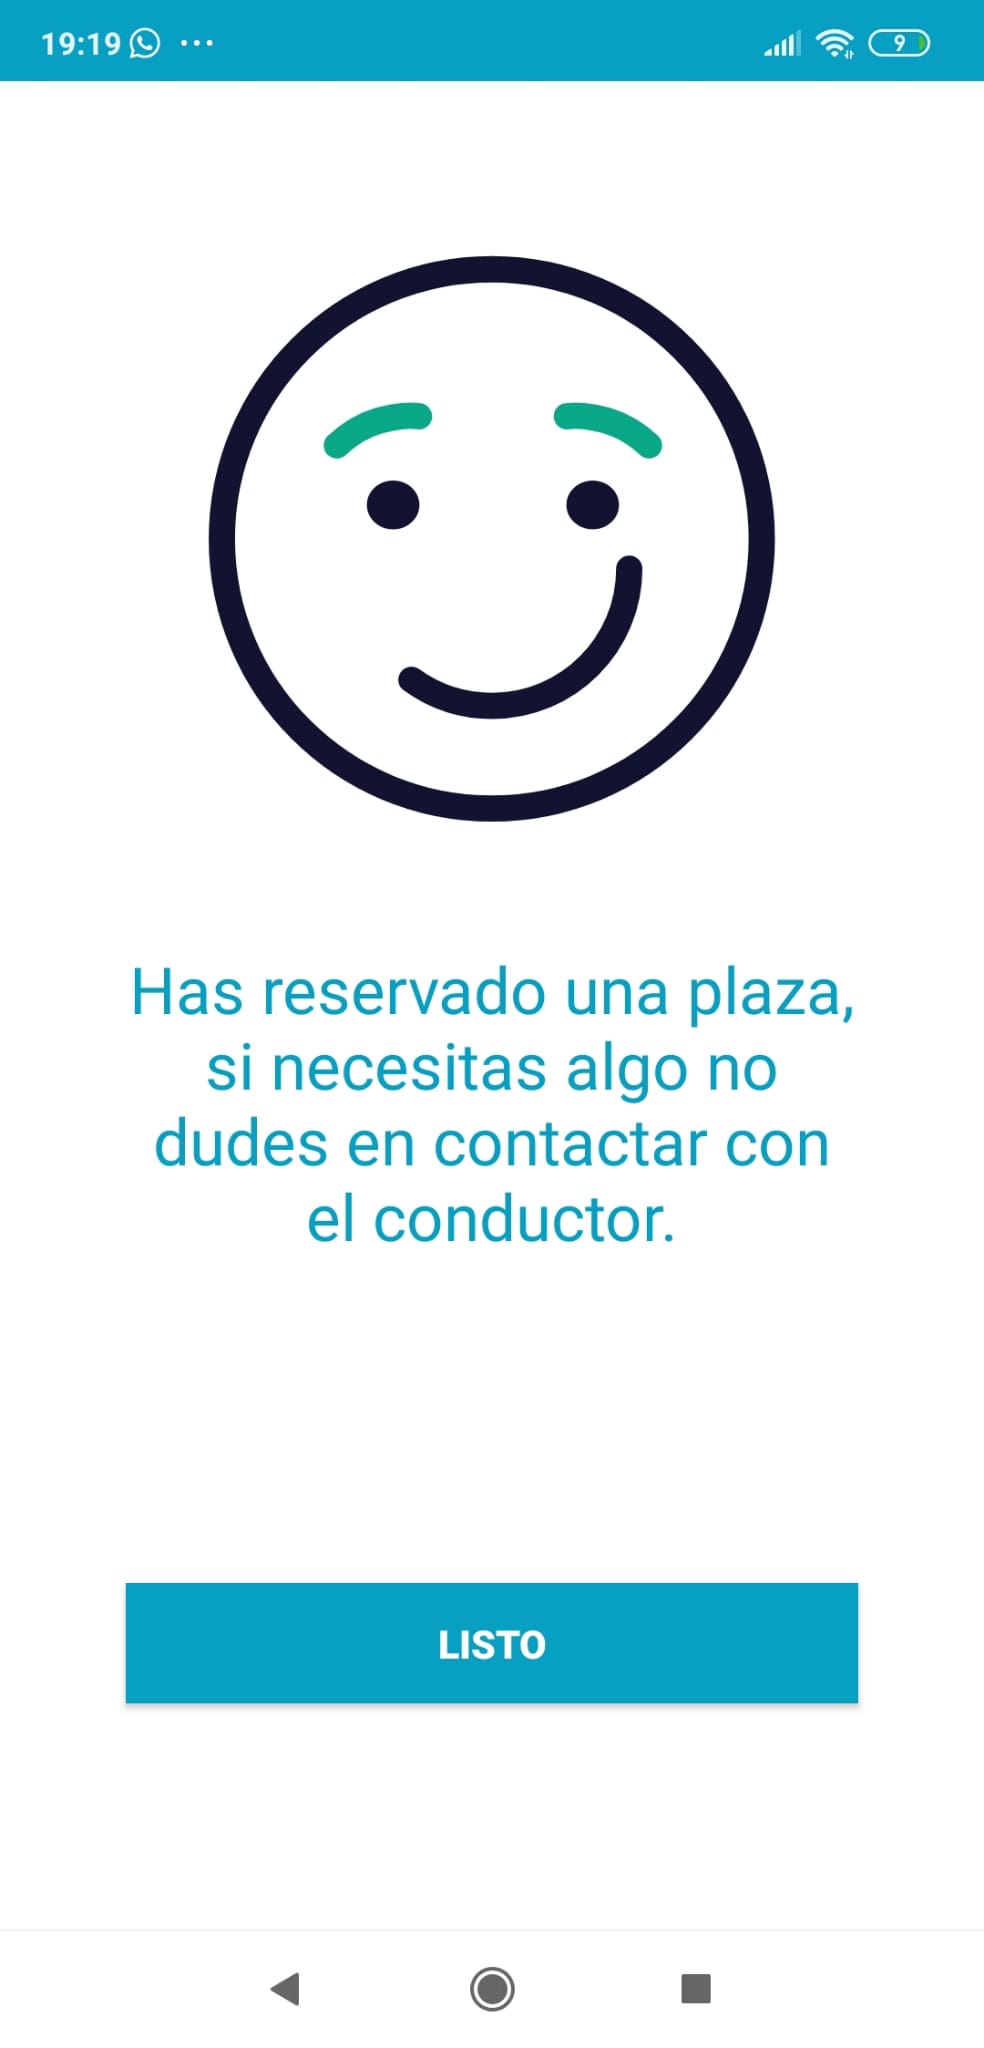 19:19
9
Has reservado una plaza,
si necesitas algo no
dudes en contactar con
el conductor.
LISTO